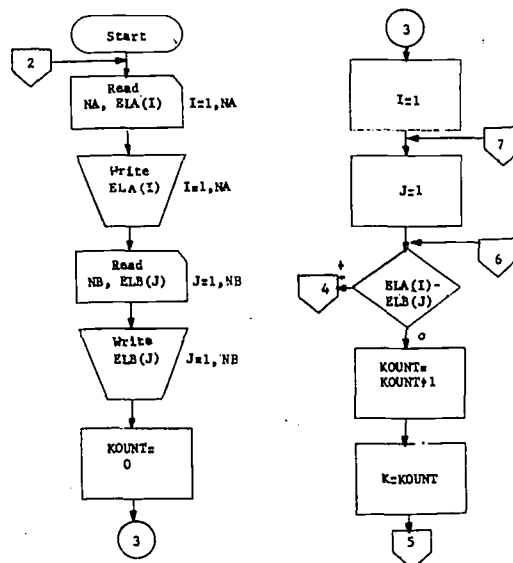 Start
2
Read
NA, ELA(I)
I=1,NA
Write
ELA(I)
I=1,NA
Read
NB, ELB(J)
J=1,NB
Write
ELB(J)
J=1,NB
KOUNT=
0
3
3
I=1
7
J=1
6
+
-
4
ELA(I)-
ELB(J)
0
KOUNT=
KOUNT+1
K=KOUNT
5